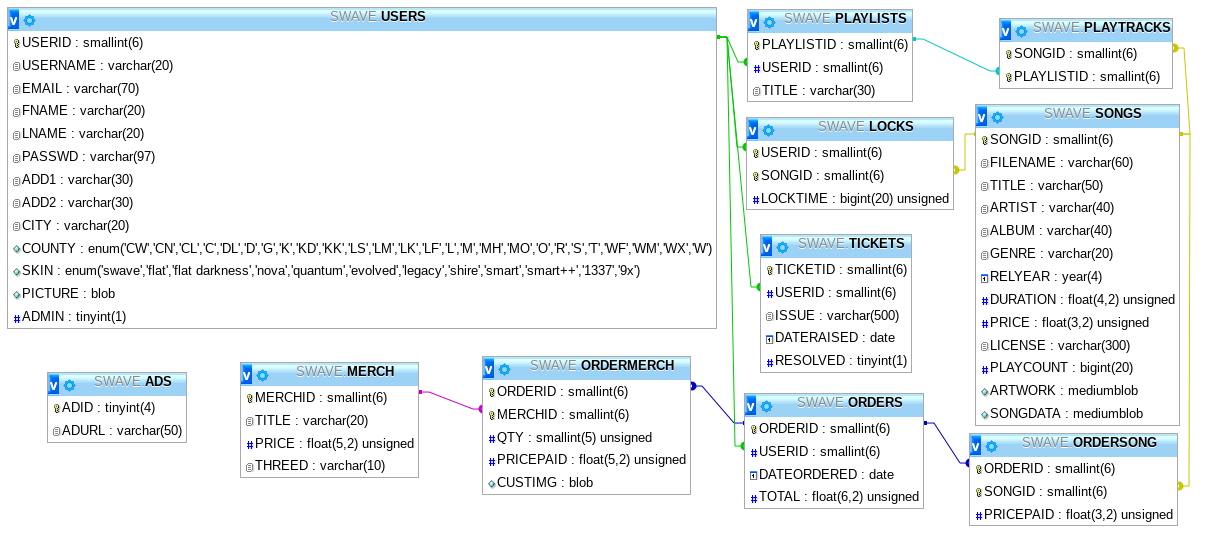 SWAVE USERS
USERID : smallint(6)
USERNAME : varchar(20)
EMAIL : varchar(70)
FNAME : varchar(20)
LNAME : varchar(20)
PASSWD : varchar(97)
ADD1 : varchar(30)
ADD2 : varchar(30)
CITY : varchar(20)
COUNTY : enum('CW','CN','CL','C','DL','D','G','K','KD','KK','LS','LM','LK','LF','L','M','MH','MO','O','R','S','T','WF','WM','WX','W')
SKIN : enum('swave','flat','flat darkness','nova','quantum','evolved','legacy','shire','smart','smart++','1337','9x')
PICTURE : blob
ADMIN : tinyint(1)
SWAVE PLAYLISTS
PLAYLISTID : smallint(6)
USERID : smallint(6)
TITLE : varchar(30)
SWAVE PLAYTRACKS
SONGID : smallint(6)
PLAYLISTID : smallint(6)
SWAVE LOCKS
USERID : smallint(6)
SONGID : smallint(6)
LOCKTIME : bigint(20) unsigned
SWAVE SONGS
SONGID : smallint(6)
FILENAME : varchar(60)
TITLE : varchar(50)
ARTIST : varchar(40)
ALBUM : varchar(40)
GENRE : varchar(20)
RELYEAR : year(4)
DURATION : float(4,2) unsigned
PRICE : float(3,2) unsigned
LICENSE : varchar(300)
PLAYCOUNT : bigint(20)
ARTWORK : mediumblob
SONGDATA : mediumblob
SWAVE TICKETS
TICKETID : smallint(6)
USERID : smallint(6)
ISSUE : varchar(500)
DATERAISED : date
RESOLVED : tinyint(1)
SWAVE ADS
ADID : tinyint(4)
ADURL : varchar(50)
SWAVE MERCH
MERCHID : smallint(6)
TITLE : varchar(20)
PRICE : float(5,2) unsigned
THREED : varchar(10)
SWAVE ORDERMERCH
ORDERID : smallint(6)
MERCHID : smallint(6)
QTY : smallint(5) unsigned
PRICEPAID : float(5,2) unsigned
CUSTIMG : blob
SWAVE ORDERS
ORDERID : smallint(6)
USERID : smallint(6)
DATEORDERED : date
TOTAL : float(6,2) unsigned
SWAVE ORDERSONG
ORDERID : smallint(6)
SONGID : smallint(6)
PRICEPAID : float(3,2) unsigned